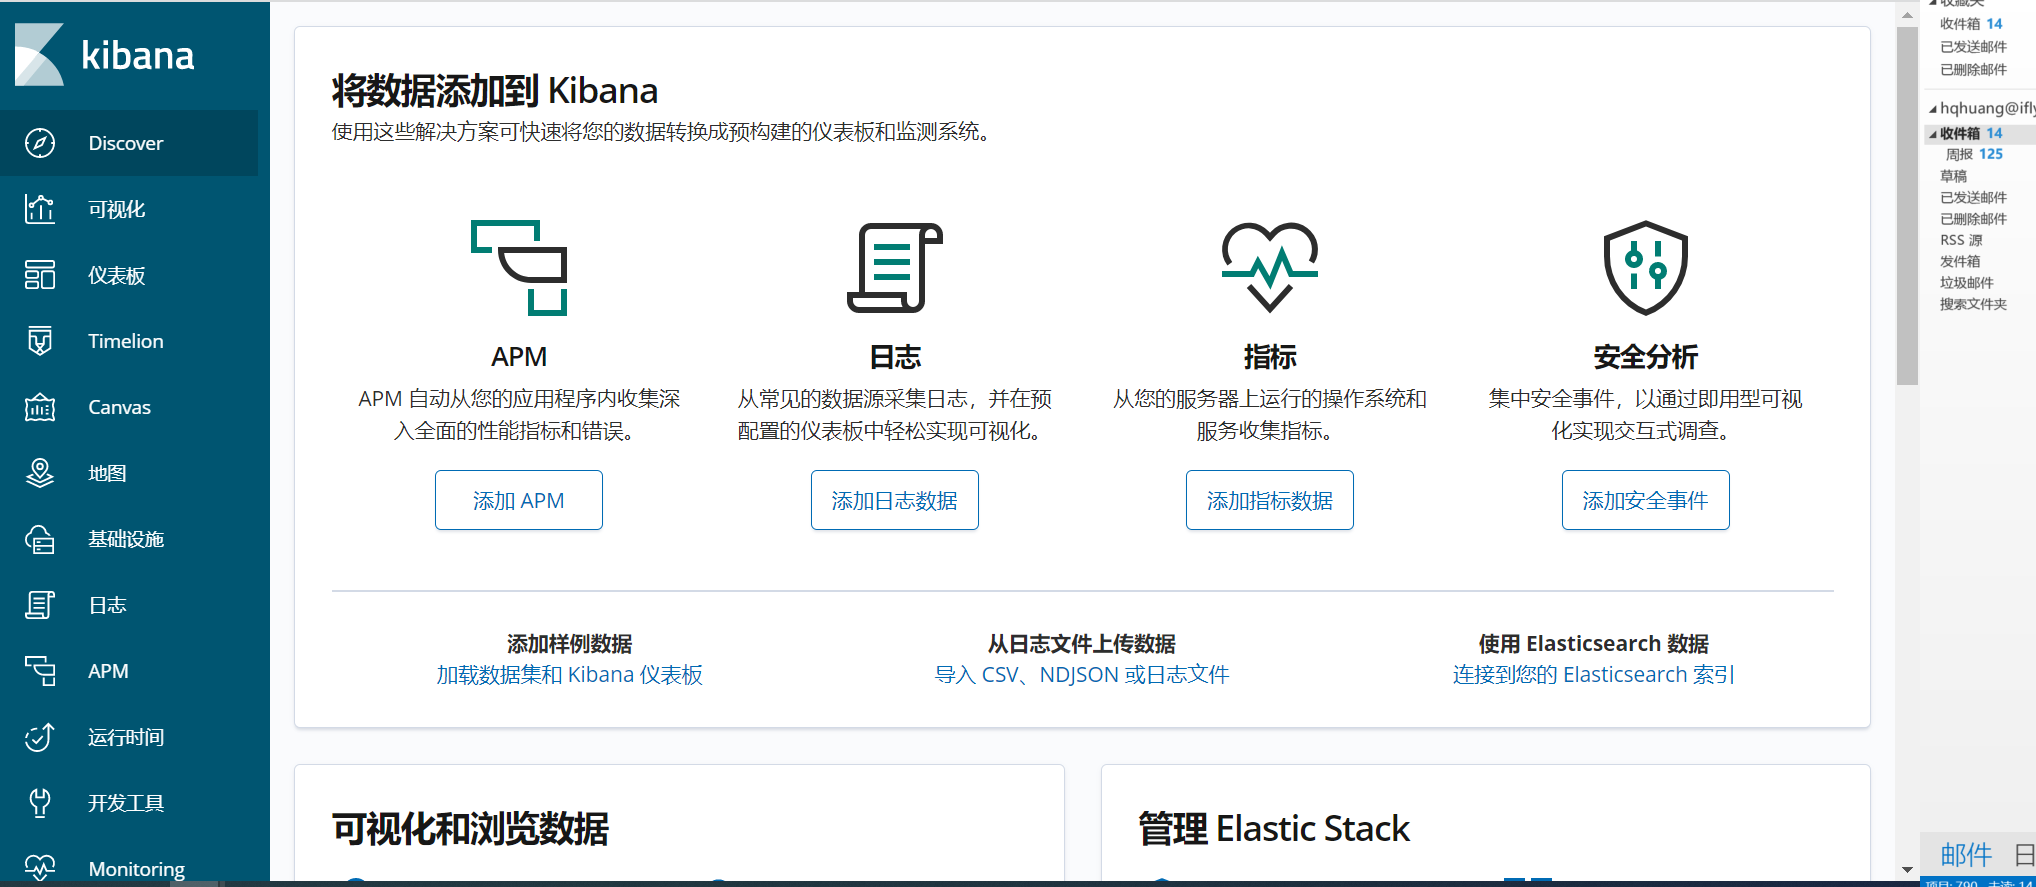 kibana
Discover
可视化
仪表板
Timelion
Canvas
地图
基础设施
日志
APM
运行时间
开发工具
Monitoring
将数据添加到 Kibana
使用这些解决方案可快速将您的数据转换成预构建的仪表板和监测系统。
APM
APM 自动从您的应用程序内收集深
入全面的性能指标和错误。
添加 APM
日志
从常见的数据源采集日志，并在预
配置的仪表板中轻松实现可视化。
添加日志数据
指标
从您的服务器上运行的操作系统和
服务收集指标。
添加指标数据
安全分析
集中安全事件，以通过即用型可视
化实现交互式调查。
添加安全事件
添加样例数据
加载数据集和 Kibana 仪表板
从日志文件上传数据
导入 CSV、NDJSON 或日志文件
使用 Elasticsearch 数据
连接到您的 Elasticsearch 索引
可视化和浏览数据
管理 Elastic Stack
收藏夹
收件箱 14
已发送邮件
已删除邮件
hqhuang@ifly
收件箱 14
周报 125
草稿
已发送邮件
已删除邮件
RSS 源
发件箱
垃圾邮件
搜索文件夹
邮件 日
项目: 790 未读: 14